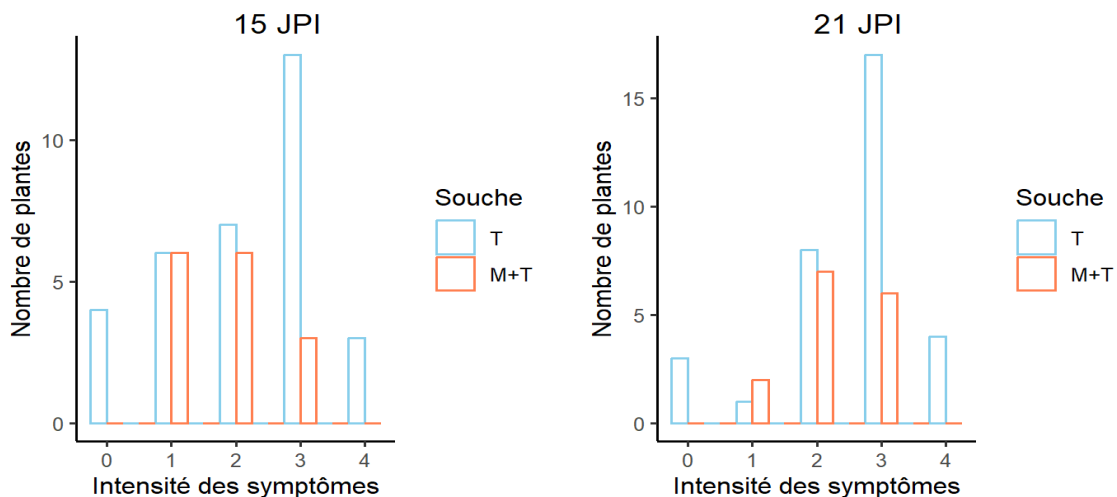 15 JPI
Nombre de plantes
10
5
0
0 1 2 3 4
Intensité des symptômes
Souche
T
M+T
21 JPI
Nombre de plantes
15
10
5
0
0 1 2 3 4
Intensité des symptômes
Souche
T
M+T